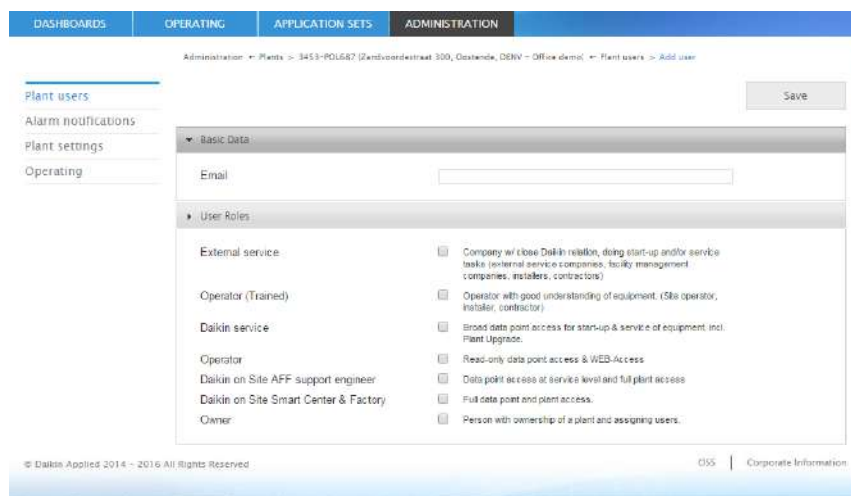 DASHBOARDS OPERATING APPLICATION SETS ADMINISTRATION
Administration ← Plants > 3453-POL687 (Zandvoordestraat 300, Oostende, DENV - Office demo) ← Plant users > Add user
Plant users
Alarm notifications
Plant settings
Operating
Save
Basic Data
Email
User Roles
External service
Company w/ close Daikin relation, doing start-up and/or service
tasks (external service companies, facility management
companies, installers, contractors)
Operator (Trained)
Operator with good understanding of equipment. (Site operator,
installer, contractor)
Daikin service
Broad data point access for start-up & service of equipment incl.
Plant Upgrade.
Operator
Read-only data point access & WEB-Access
Daikin on Site AFF support engineer
Data point access at service level and full plant access
Daikin on Site Smart Center & Factory
Full data point and plant access.
Owner
Person with ownership of a plant and assigning users.
© Daikin Applied 2014 - 2016 All Rights Reserved
OSS | Corporate Information